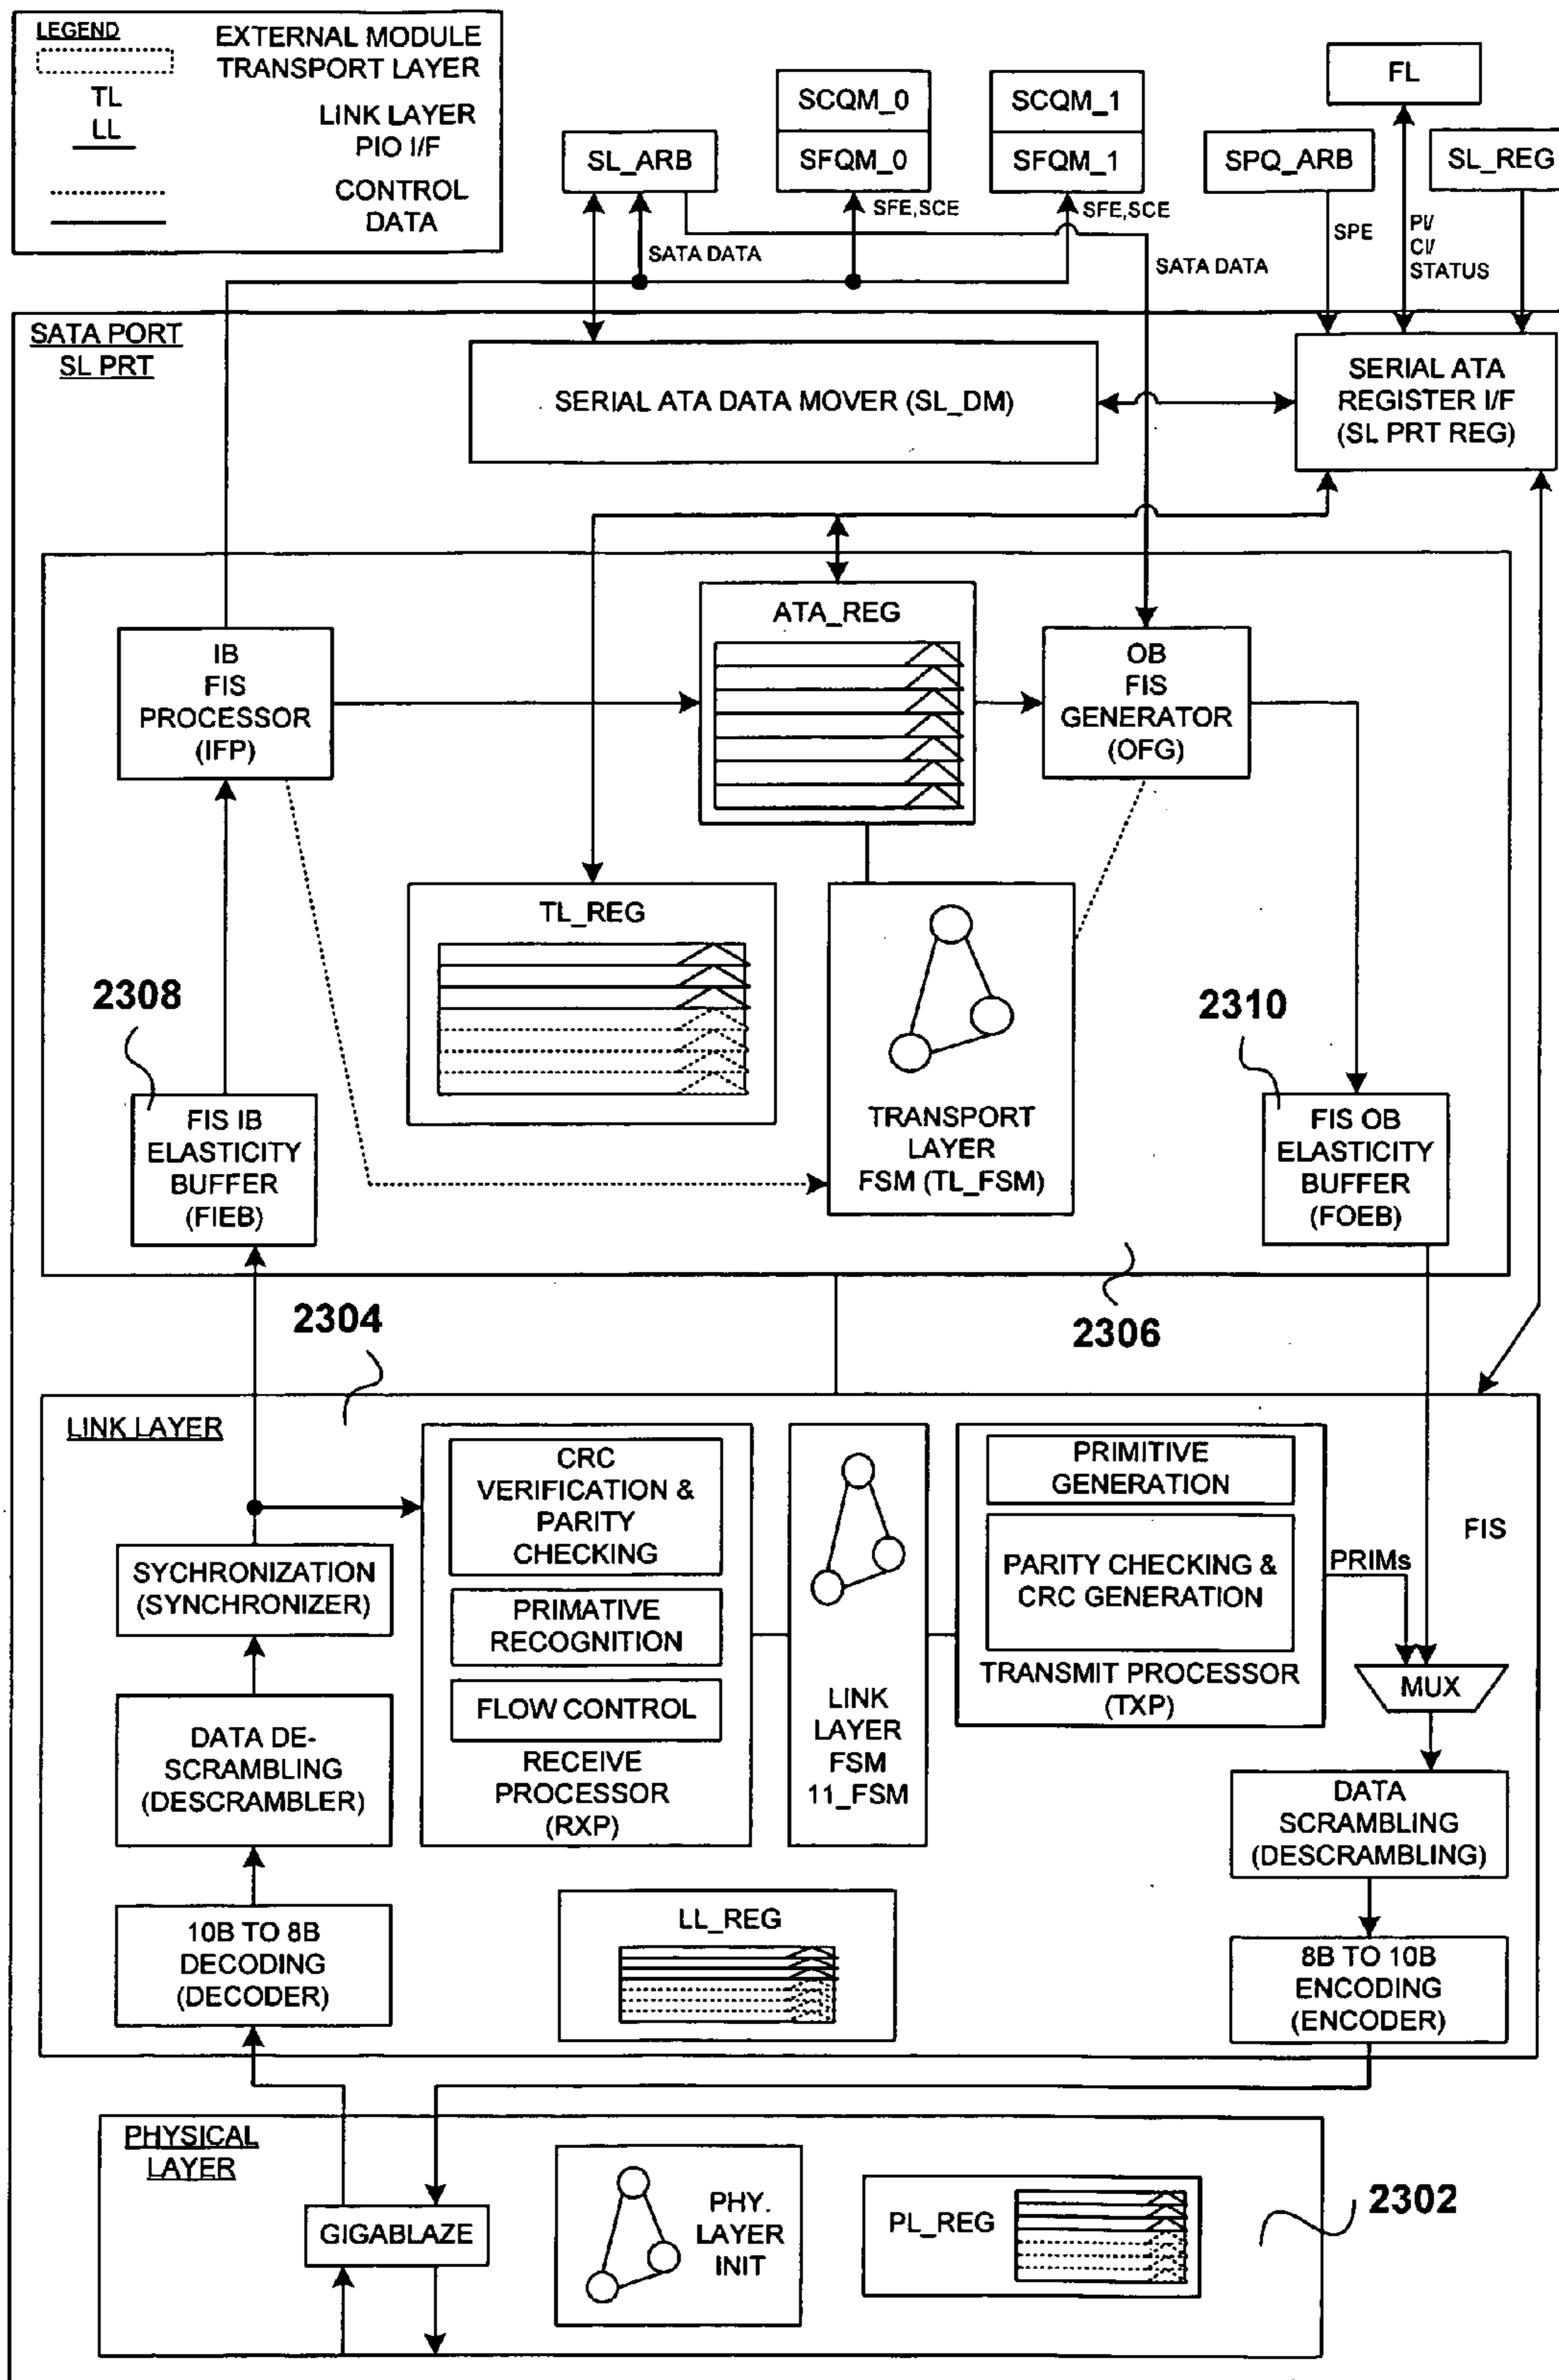 LEGEND
EXTERNAL MODULE
TRANSPORT LAYER
TL
LL
LINK LAYER
PIO I/F
CONTROL
DATA
SL_ARB
SCQM_0
SFQM_0
SCQM_1
SFQM_1
FL
SPQ_ARB
SL_REG
SFE,SCE
SFE,SCE
SATA DATA
SATA DATA
SPE
PI/
CI/
STATUS
SATA PORT
SL PRT
SERIAL ATA DATA MOVER (SL_DM)
SERIAL ATA
REGISTER I/F
(SL PRT REG)
IB
FIS
PROCESSOR
(IFP)
ATA_REG
OB
FIS
GENERATOR
(OFG)
TL_REG
TRANSPORT
LAYER
FSM (TL_FSM)
2308
FIS IB
ELASTICITY
BUFFER
(FIEB)
2310
FIS OB
ELASTICITY
BUFFER
(FOEB)
2304
2306
LINK LAYER
CRC
VERIFICATION &
PARITY
CHECKING
PRIMATIVE
RECOGNITION
FLOW CONTROL
RECEIVE
PROCESSOR
(RXP)
LINK
LAYER
FSM
11_FSM
PRIMITIVE
GENERATION
PARITY CHECKING &
CRC GENERATION
TRANSMIT PROCESSOR
(TXP)
FIS
PRIMs
MUX
SYCHRONIZATION
(SYNCHRONIZER)
DATA DE-
SCRAMBLING
(DESCRAMBLER)
10B TO 8B
DECODING
(DECODER)
LL_REG
DATA
SCRAMBLING
(DESCRAMBLING)
8B TO 10B
ENCODING
(ENCODER)
PHYSICAL
LAYER
GIGABLAZE
PHY.
LAYER
INIT
PL_REG
2302